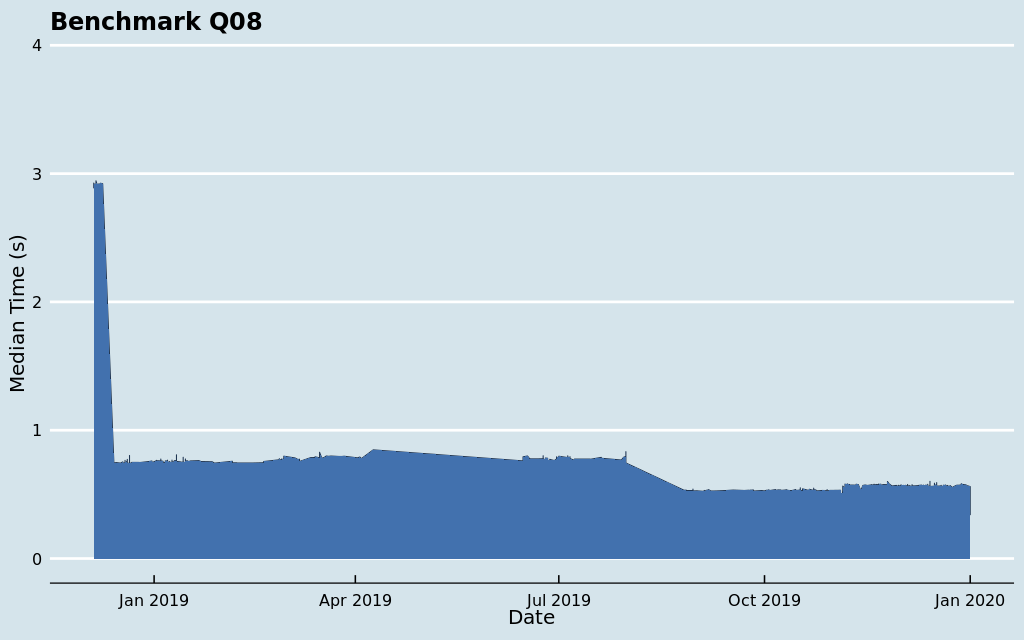 Benchmark Q08
4
3
2
1
0
Median Time (s)
Jan 2019
Apr 2019
Jul 2019
Oct 2019
Jan 2020
Date